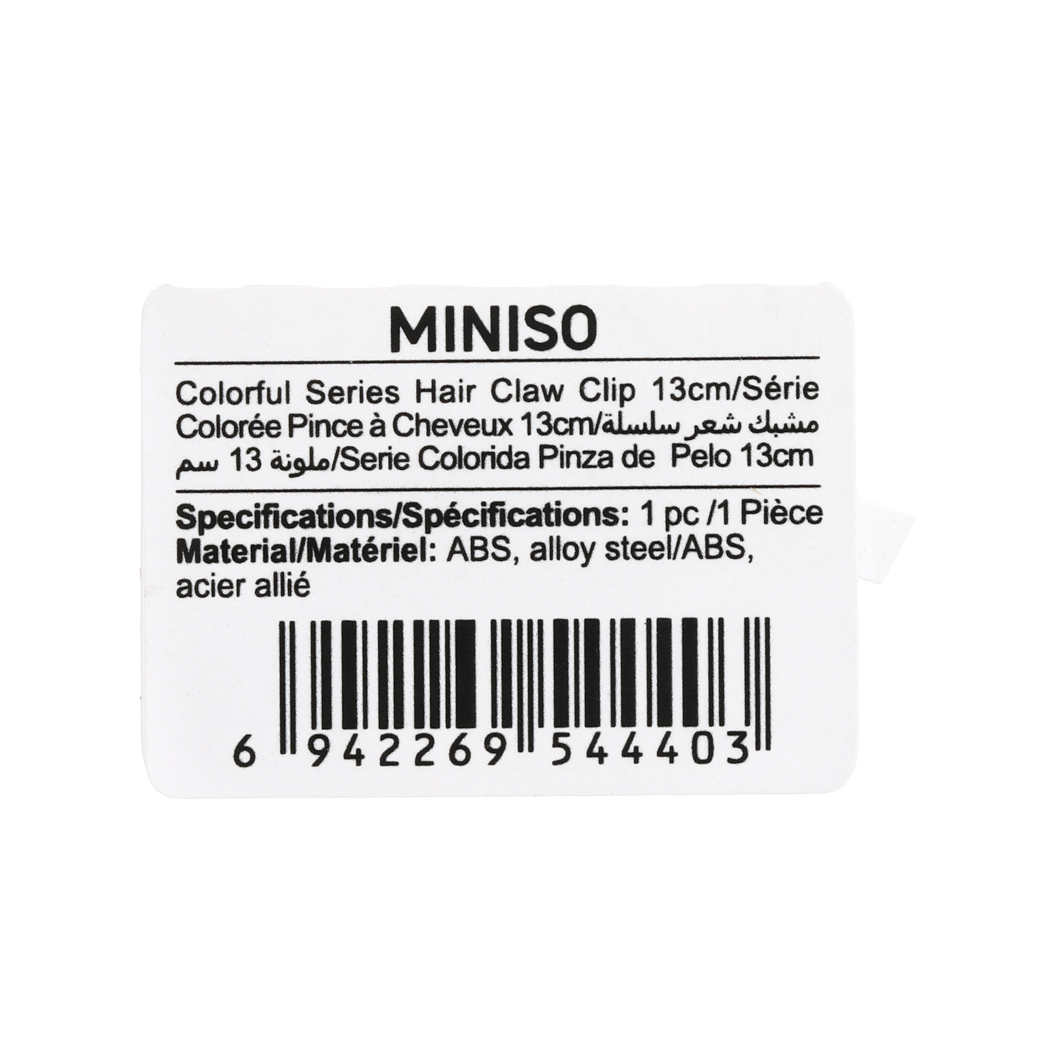 MINISO
Colorful Series Hair Claw Clip 13cm/Série
Colorée Pince à Cheveux 13cm/مشبك شعر سلسلة
ملونة 13 سم/Serie Colorida Pinza de Pelo 13cm
Specifications/Spécifications: 1 pc /1 Pièce
Material/Matériel: ABS, alloy steel/ABS,
acier allié
6 942269 544403